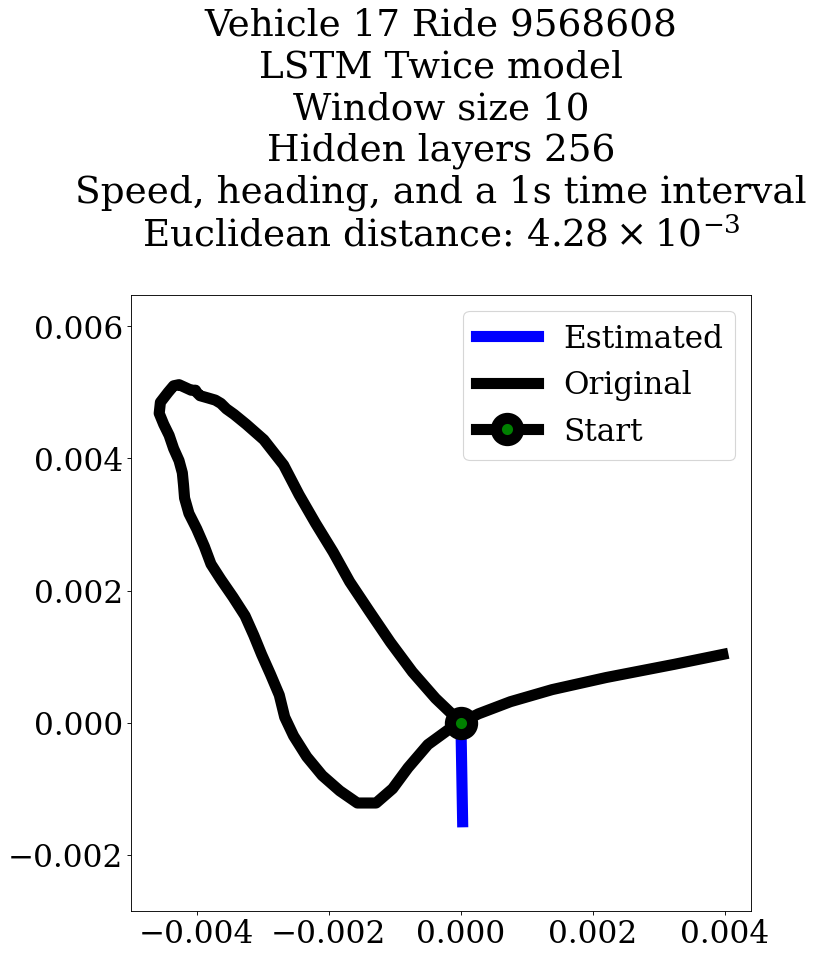 Vehicle 17 Ride 9568608
LSTM Twice model
Window size 10
Hidden layers 256
Speed, heading, and a 1s time interval
Euclidean distance: 4.28 × 10⁻³
Estimated
Original
Start
0.006
0.004
0.002
0.000
−0.002
−0.004 −0.002 0.000 0.002 0.004